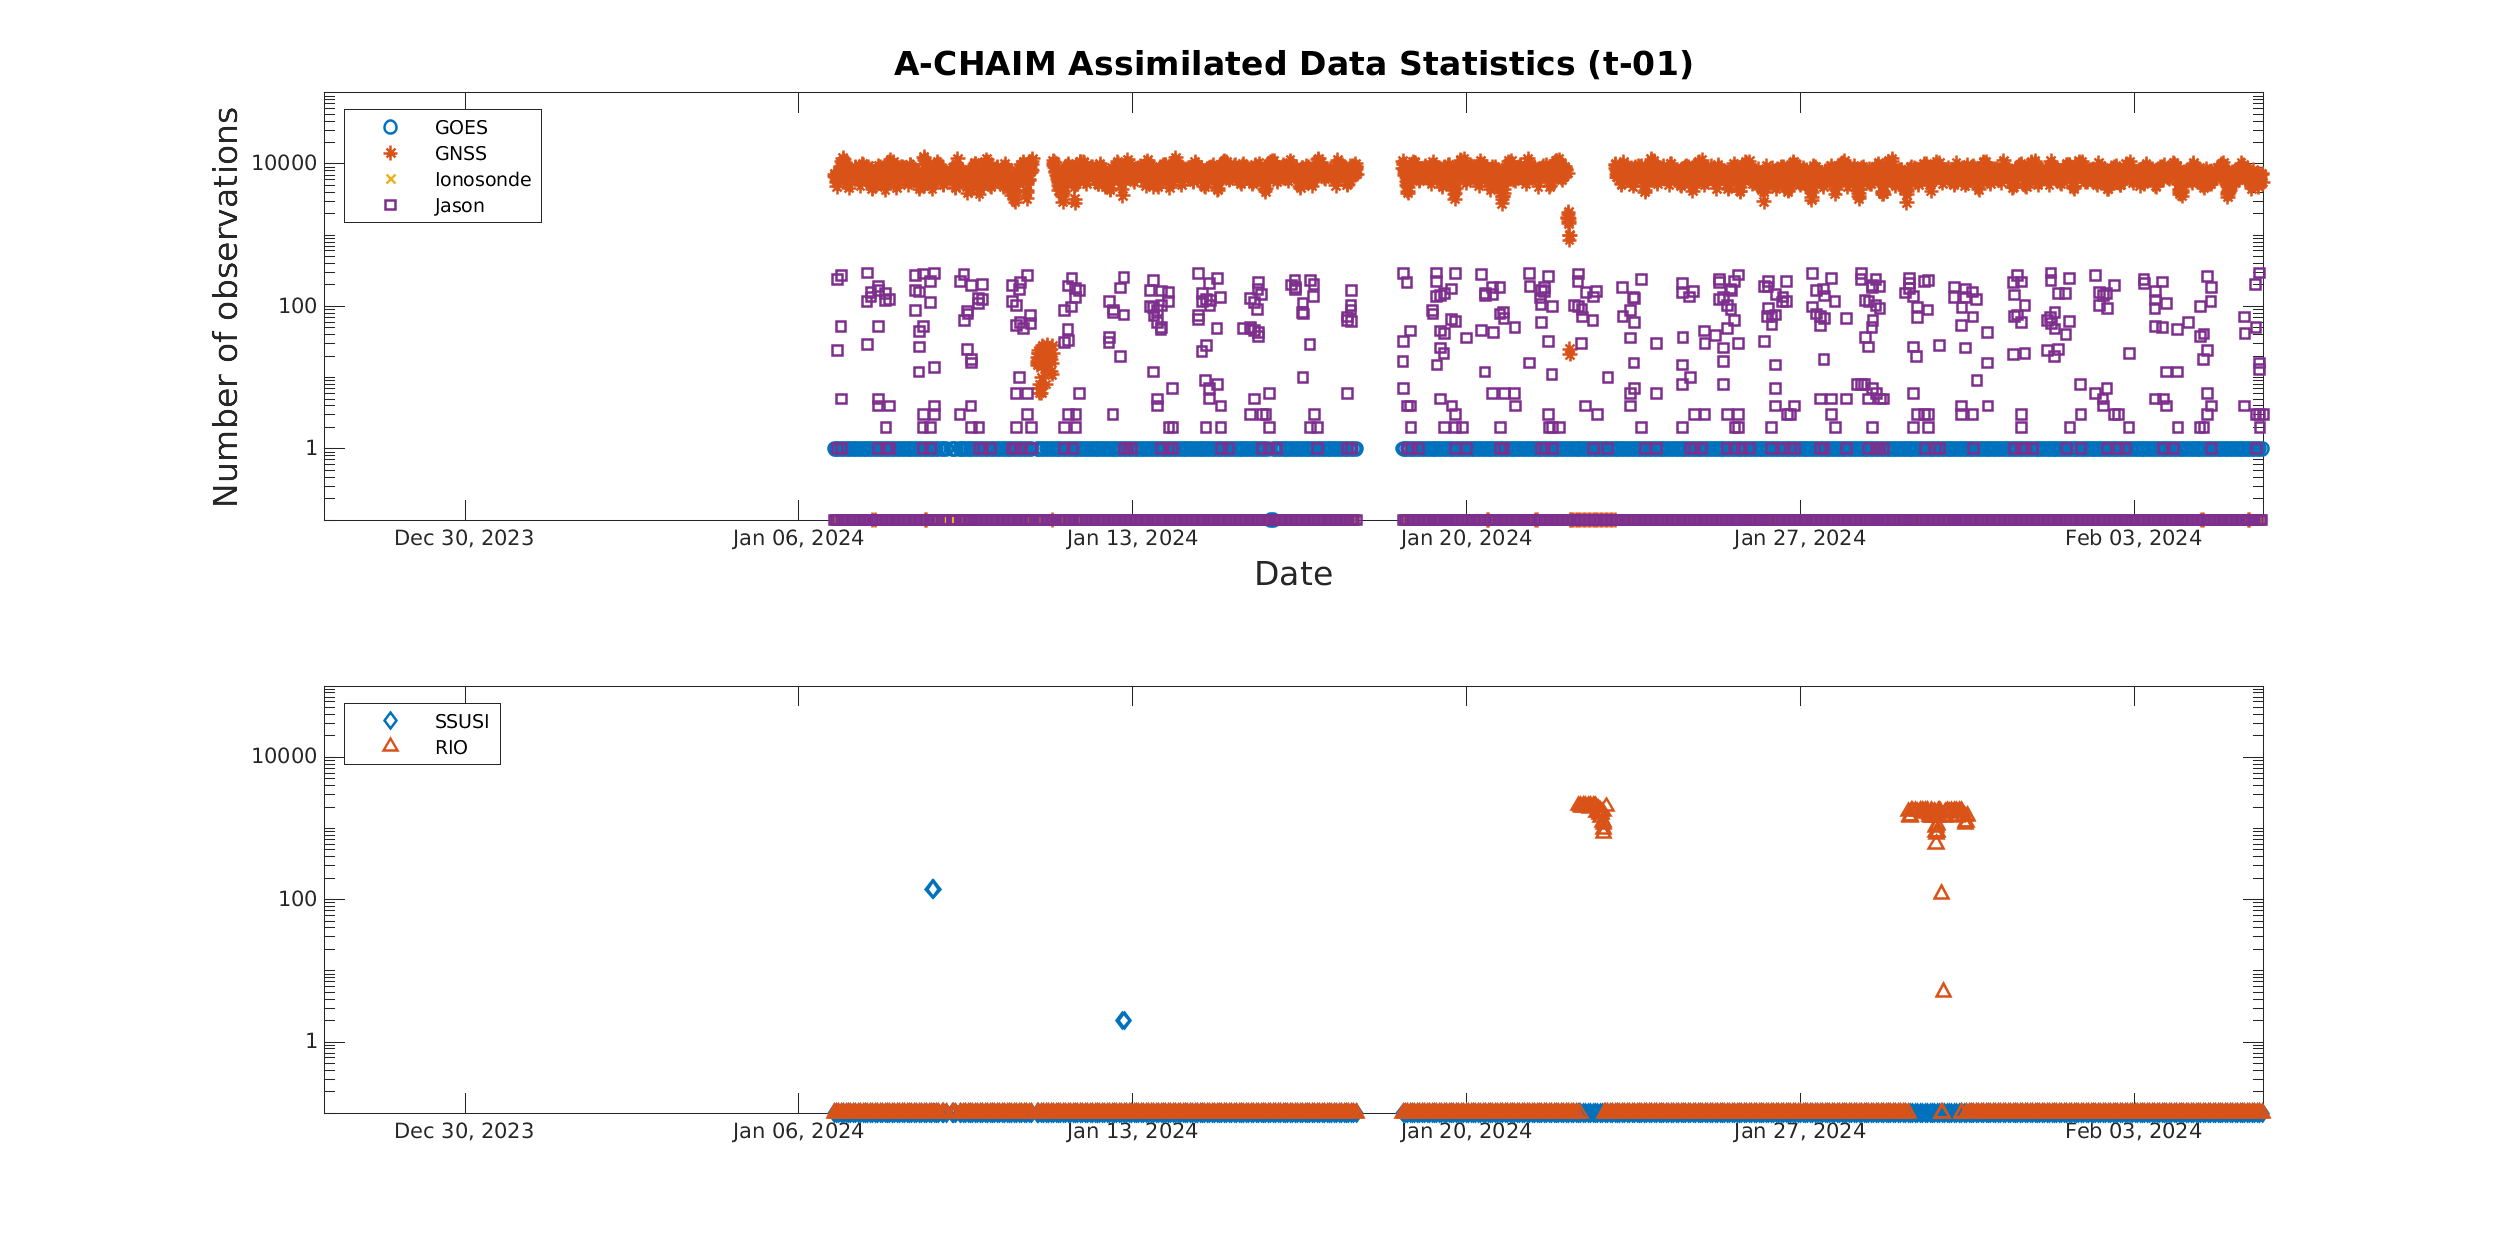 A-CHAIM Assimilated Data Statistics (t-01)
Number of observations
10000
100
1
GOES
GNSS
Ionosonde
Jason
Dec 30, 2023
Jan 06, 2024
Jan 13, 2024
Jan 20, 2024
Jan 27, 2024
Feb 03, 2024
Date
10000
100
1
SSUSI
RIO
Dec 30, 2023
Jan 06, 2024
Jan 13, 2024
Jan 20, 2024
Jan 27, 2024
Feb 03, 2024